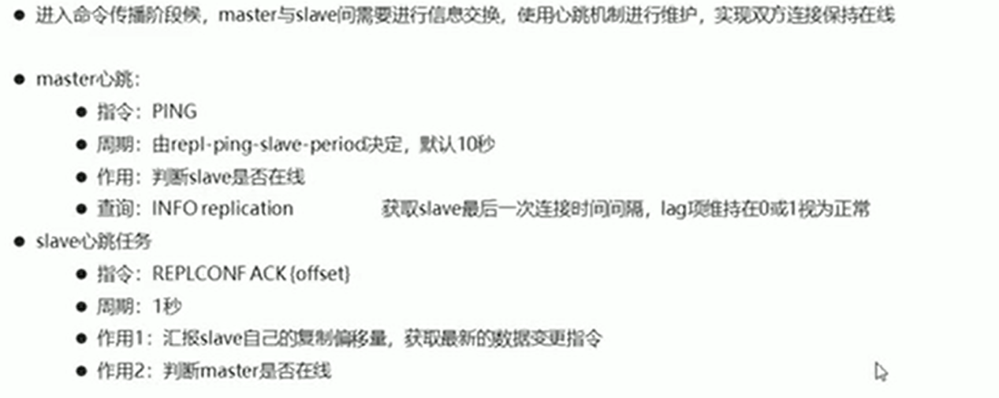 ● 进入命令传播阶段候，master与slave间需要进行信息交换，使用心跳机制进行维护，实现双方连接保持在线
● master心跳：
● 指令：PING
● 周期：由repl-ping-slave-period决定，默认10秒
● 作用：判断slave是否在线
● 查询：INFO replication 获取slave最后一次连接时间间隔，lag项维持在0或1视为正常
● slave心跳任务
● 指令：REPLCONF ACK {offset}
● 周期：1秒
● 作用1：汇报slave自己的复制偏移量，获取最新的数据变更指令
● 作用2：判断master是否在线